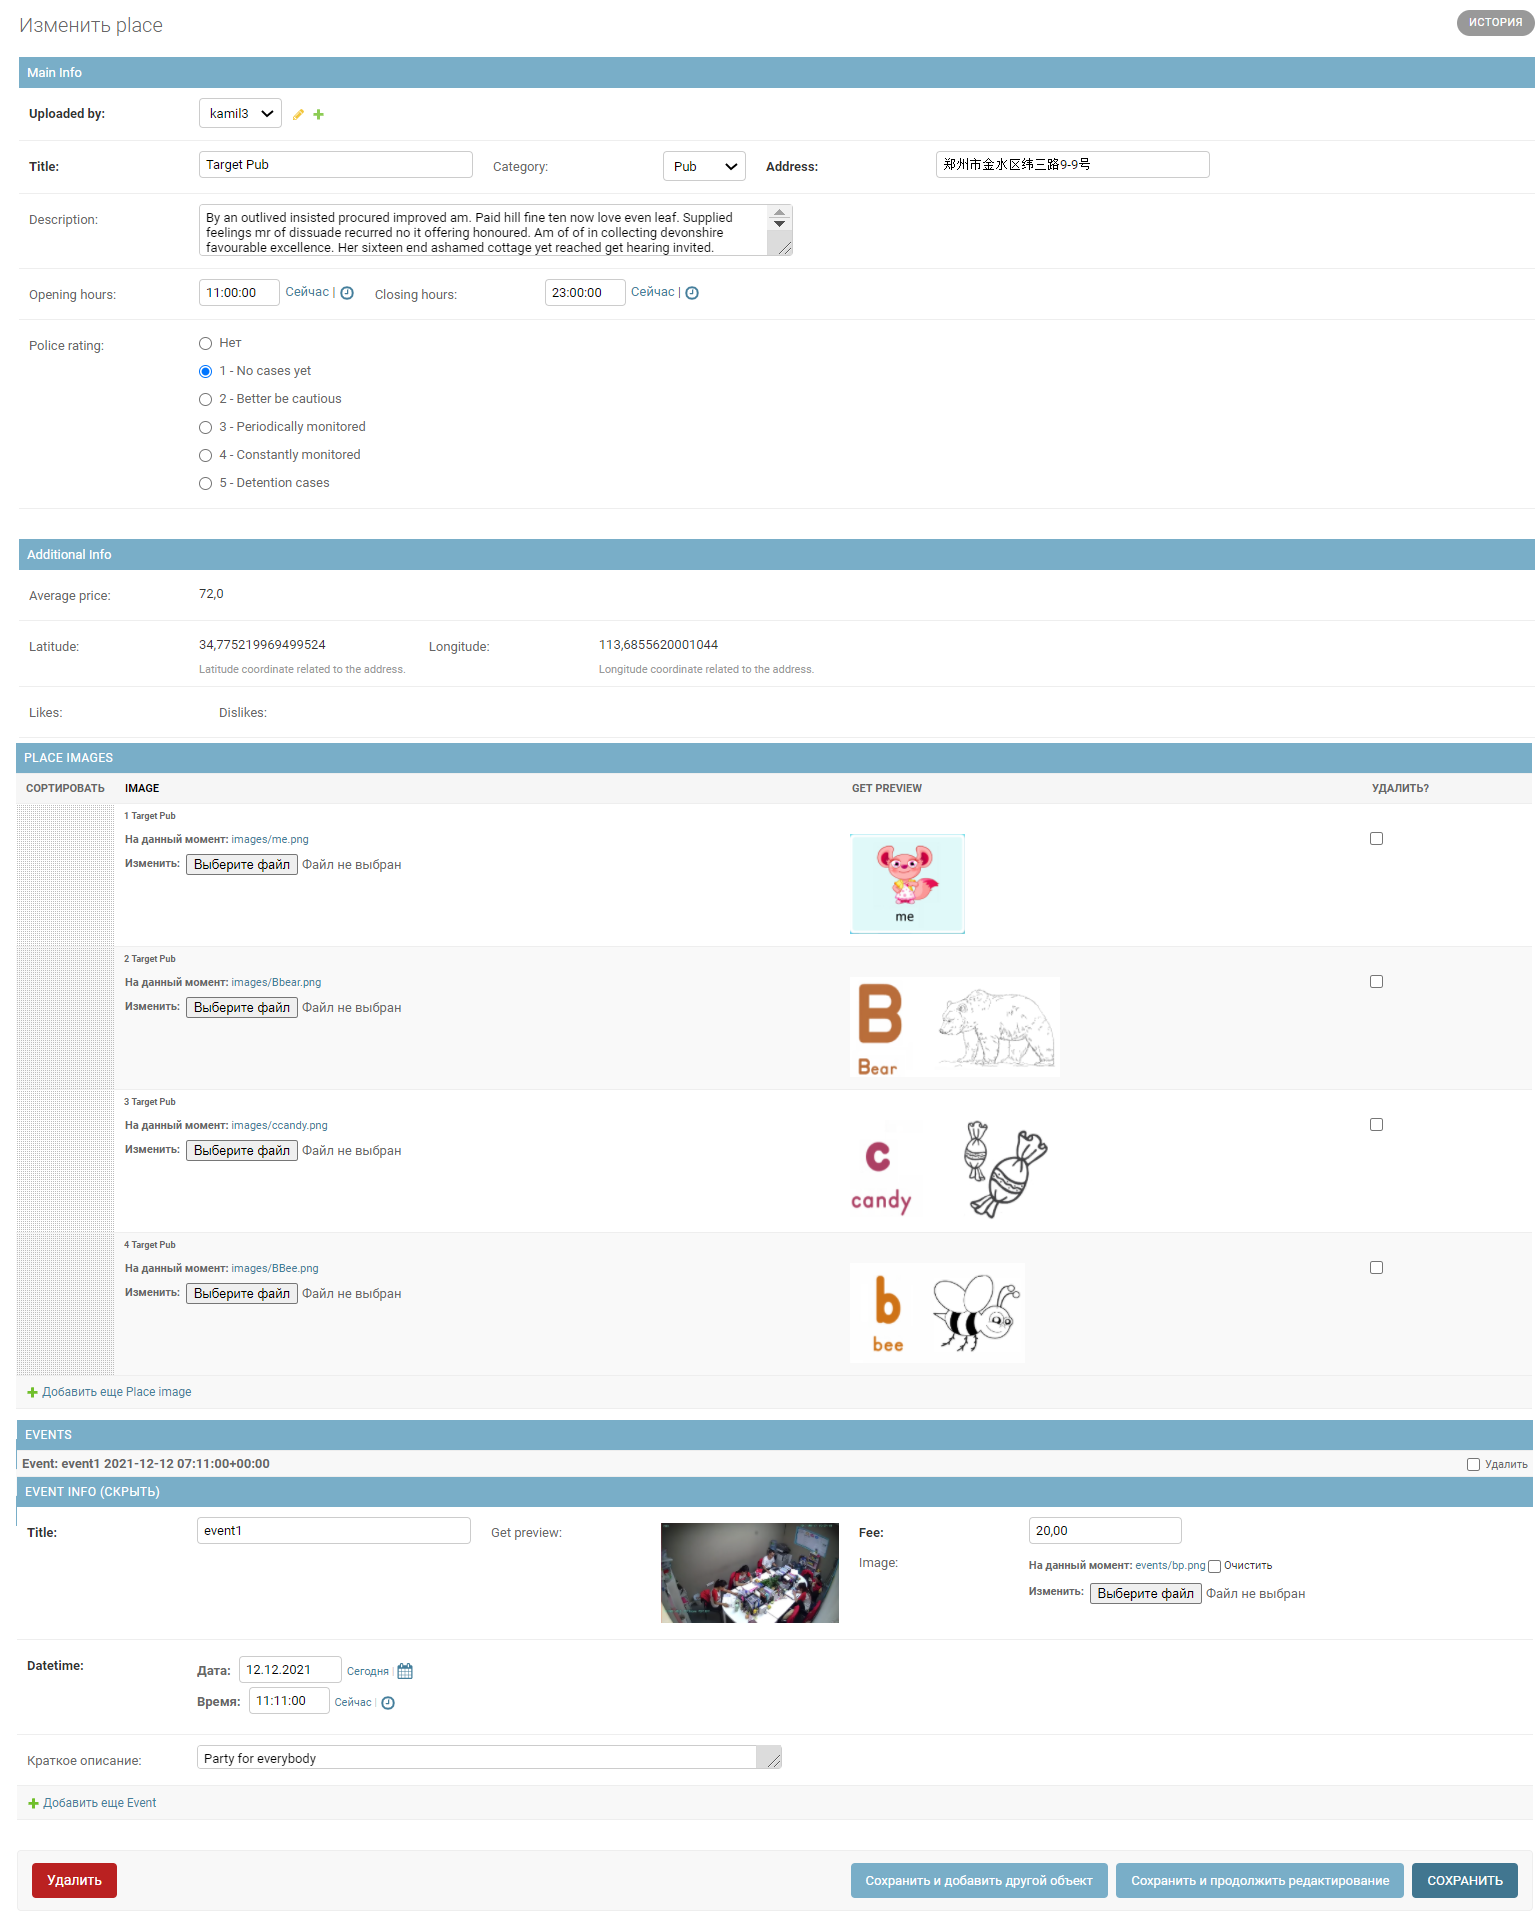 Изменить place
ИСТОРИЯ
Main Info
Uploaded by: kamil3
Title: Target Pub Category: Pub Address: 郑州市金水区纬三路9-9号
Description: By an outlived insisted procured improved am. Paid hill fine ten now love even leaf. Supplied
feelings mr of dissuade recurred no it offering honoured. Am of of in collecting devonshire
favourable excellence. Her sixteen end ashamed cottage yet reached get hearing invited.
Opening hours: 11:00:00 Сейчас | Closing hours: 23:00:00 Сейчас |
Police rating: Нет
1 - No cases yet
2 - Better be cautious
3 - Periodically monitored
4 - Constantly monitored
5 - Detention cases
Additional Info
Average price: 72,0
Latitude: 34,775219969499524 Longitude: 113,6855620001044
Latitude coordinate related to the address. Longitude coordinate related to the address.
Likes: Dislikes:
PLACE IMAGES
СОРТИРОВАТЬ IMAGE GET PREVIEW УДАЛИТЬ?
1 Target Pub
На данный момент: images/me.png
Изменить: Выберите файл Файл не выбран
me
2 Target Pub
На данный момент: images/Bbear.png
Изменить: Выберите файл Файл не выбран
B
Bear
3 Target Pub
На данный момент: images/ccandy.png
Изменить: Выберите файл Файл не выбран
c
candy
4 Target Pub
На данный момент: images/BBee.png
Изменить: Выберите файл Файл не выбран
b
bee
Добавить еще Place image
EVENTS
Event: event1 2021-12-12 07:11:00+00:00 Удалить
EVENT INFO (СКРЫТЬ)
Title: event1 Get preview: Fee: 20,00
Image: На данный момент: events/bp.png Очистить
Изменить: Выберите файл Файл не выбран
Datetime: Дата: 12.12.2021 Сегодня |
Время: 11:11:00 Сейчас |
Краткое описание: Party for everybody
Добавить еще Event
Удалить Сохранить и добавить другой объект Сохранить и продолжить редактирование СОХРАНИТЬ